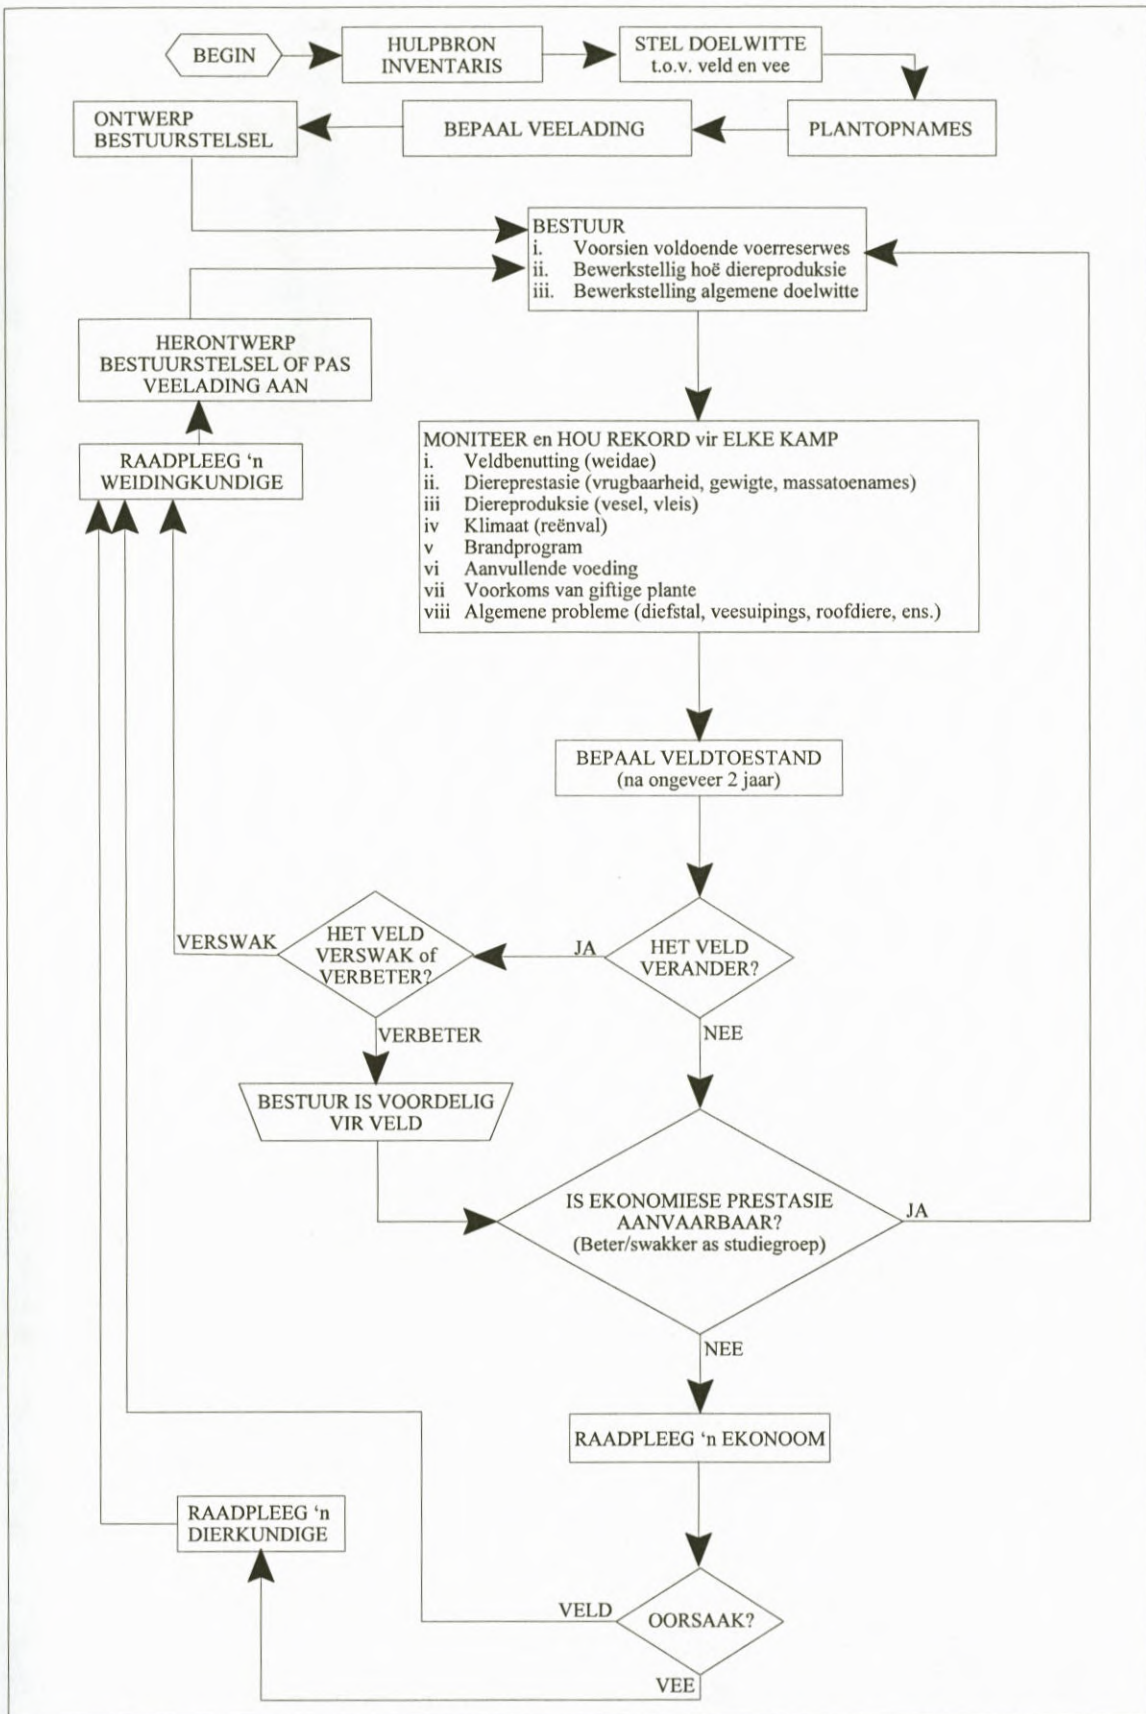 BEGIN
HULPBRON
INVENTARIS
STEL DOELWITTE
t.o.v. veld en vee
PLANTOPNAMES
BEPAAL VEELADING
ONTWERP
BESTUURSTELSEL
BESTUUR
i. Voorsien voldoende voerreserwes
ii. Bewerkstellig hoë diereproduksie
iii. Bewerkstelling algemene doelwitte
HERONTWERP
BESTUURSTELSEL OF PAS
VEELADING AAN
RAADPLEEG ‘n
WEIDINGKUNDIGE
MONITEER en HOU REKORD vir ELKE KAMP
i. Veldbenutting (weidae)
ii. Diereprestasie (vrugbaarheid, gewigte, massatoenames)
iii Diereproduksie (vesel, vleis)
iv Klimaat (reënval)
v Brandprogram
vi Aanvullende voeding
vii Voorkoms van giftige plante
viii Algemene probleme (diefstal, veesuipings, roofdiere, ens.)
BEPAAL VELDTOESTAND
(na ongeveer 2 jaar)
HET VELD
VERANDER?
JA
NEE
HET VELD
VERSWAK of
VERBETER?
VERSWAK
VERBETER
BESTUUR IS VOORDELIG
VIR VELD
IS EKONOMIESE PRESTASIE
AANVAARBAAR?
(Beter/swakker as studiegroep)
JA
NEE
RAADPLEEG ‘n EKONOOM
OORSAAK?
VELD
VEE
RAADPLEEG ‘n
DIERKUNDIGE